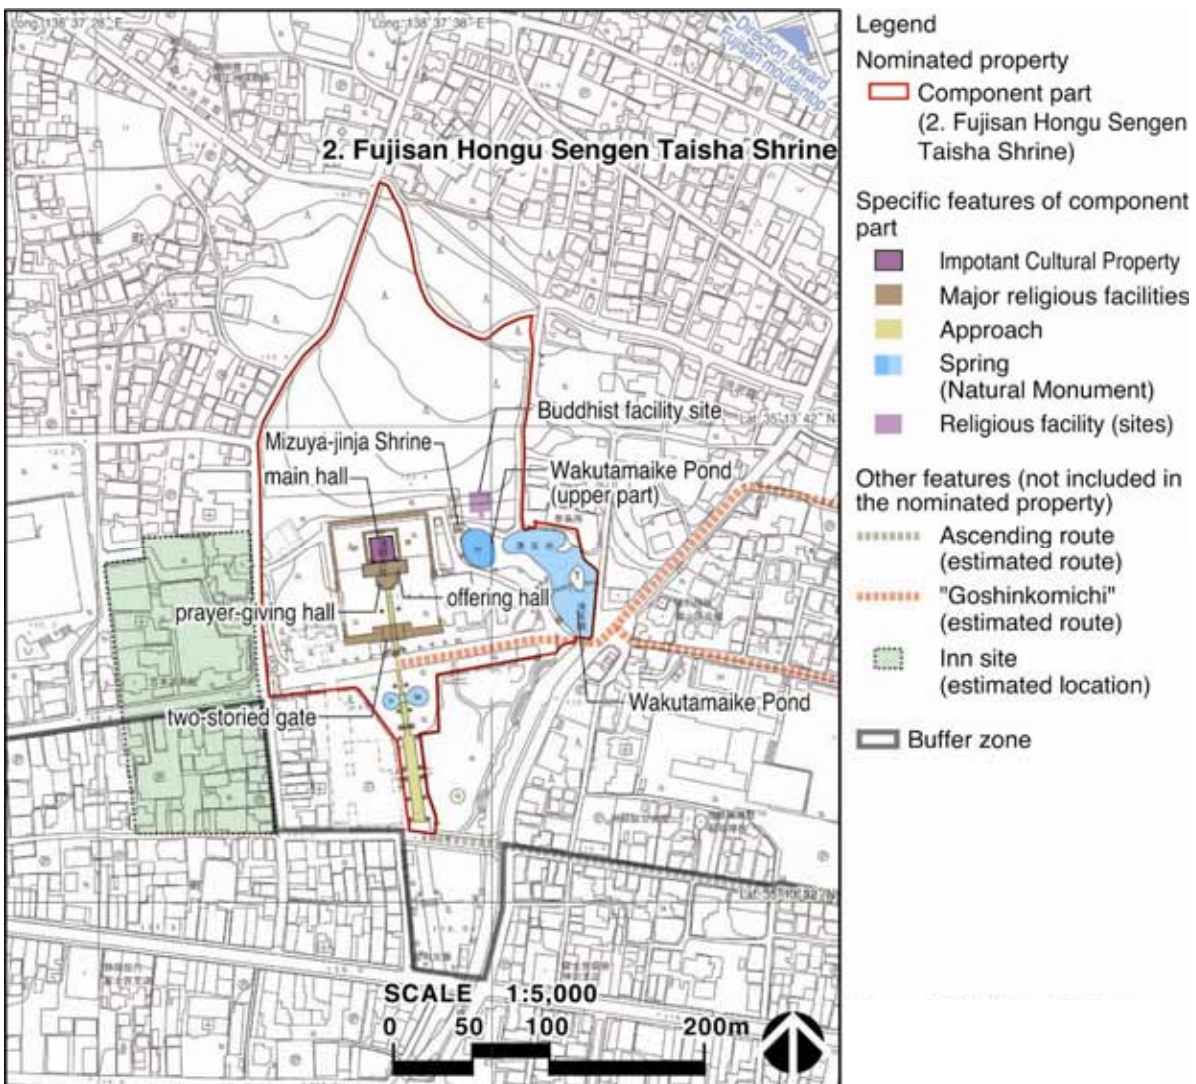 Long. 138° 37' 28" E
Long. 138° 37' 38" E
Direction toward
Fujisan moutaintop
2. Fujisan Hongu Sengen Taisha Shrine
Buddhist facility site
Lat. 35° 13' 42" N
Mizuya-jinja Shrine
main hall
Wakutamaike Pond
(upper part)
prayer-giving hall
offering hall
two-storied gate
Wakutamaike Pond
SCALE 1:5,000
0 50 100 200m
Legend
Nominated property
Component part
(2. Fujisan Hongu Sengen
Taisha Shrine)
Specific features of component
part
Impotant Cultural Property
Major religious facilities
Approach
Spring
(Natural Monument)
Religious facility (sites)
Other features (not included in
the nominated property)
Ascending route
(estimated route)
"Goshinkomichi"
(estimated route)
Inn site
(estimated location)
Buffer zone